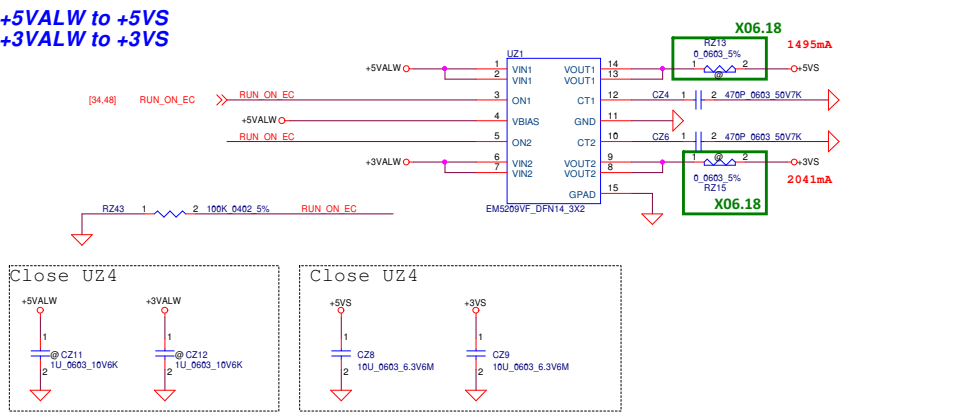 +5VALW to +5VS
+3VALW to +3VS
X06.18
RZ13
0_0603_5%
1495mA
UZ1
+5VALW
1 VIN1 VOUT1 14
2 VIN1 VOUT1 13
1 2
@
+5VS
[34,48] RUN_ON_EC
RUN_ON_EC
3 ON1 CT1 12
CZ4 1 2 470P_0603_50V7K
+5VALW
4 VBIAS GND 11
RUN_ON_EC
5 ON2 CT2 10
CZ6 1 2 470P_0603_50V7K
+3VALW
6 VIN2 VOUT2 9
7 VIN2 VOUT2 8
1 @ 2
+3VS
0_0603_5%
RZ15
2041mA
GPAD 15
X06.18
EM5209VF_DFN14_3X2
RZ43 1 2 100K_0402_5% RUN_ON_EC
Close UZ4
+5VALW
+3VALW
1
@ CZ11
1U_0603_10V6K
2
1
@ CZ12
1U_0603_10V6K
2
Close UZ4
+5VS
+3VS
1
CZ8
10U_0603_6.3V6M
2
1
CZ9
10U_0603_6.3V6M
2